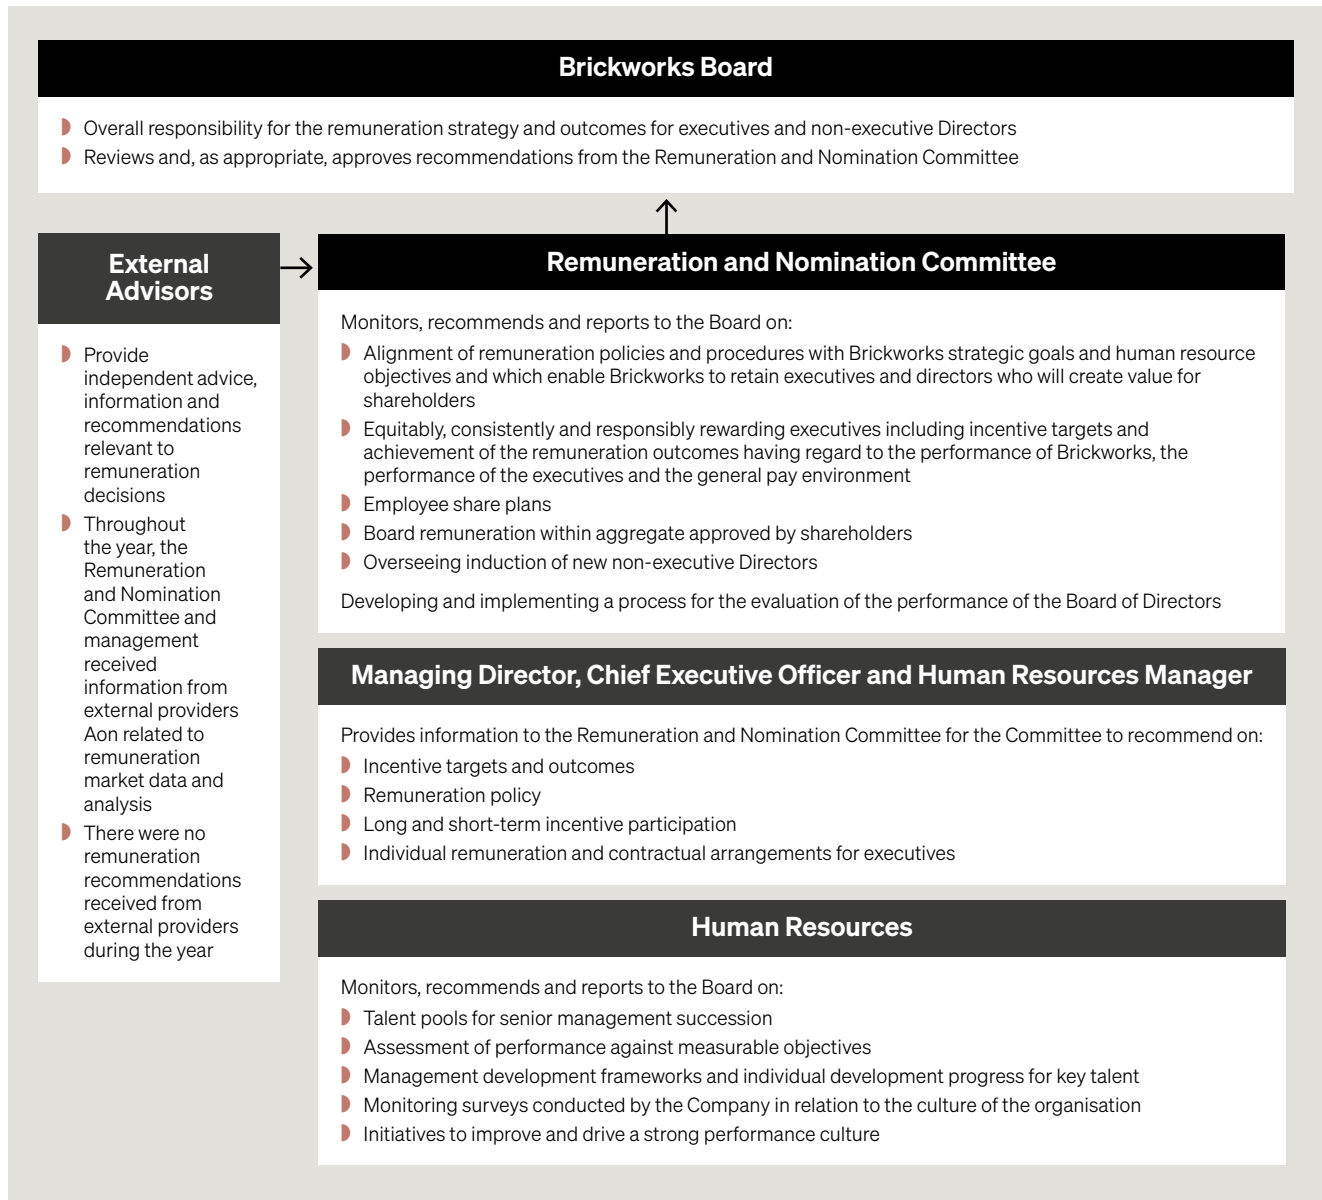 Brickworks Board
Overall responsibility for the remuneration strategy and outcomes for executives and non-executive Directors
Reviews and, as appropriate, approves recommendations from the Remuneration and Nomination Committee
External
Advisors
Provide
independent advice,
information and
recommendations
relevant to
remuneration
decisions
Throughout
the year, the
Remuneration
and Nomination
Committee and
management
received
information from
external providers
Aon related to
remuneration
market data and
analysis
There were no
remuneration
recommendations
received from
external providers
during the year
Remuneration and Nomination Committee
Monitors, recommends and reports to the Board on:
Alignment of remuneration policies and procedures with Brickworks strategic goals and human resource
objectives and which enable Brickworks to retain executives and directors who will create value for
shareholders
Equitably, consistently and responsibly rewarding executives including incentive targets and
achievement of the remuneration outcomes having regard to the performance of Brickworks, the
performance of the executives and the general pay environment
Employee share plans
Board remuneration within aggregate approved by shareholders
Overseeing induction of new non-executive Directors
Developing and implementing a process for the evaluation of the performance of the Board of Directors
Managing Director, Chief Executive Officer and Human Resources Manager
Provides information to the Remuneration and Nomination Committee for the Committee to recommend on:
Incentive targets and outcomes
Remuneration policy
Long and short-term incentive participation
Individual remuneration and contractual arrangements for executives
Human Resources
Monitors, recommends and reports to the Board on:
Talent pools for senior management succession
Assessment of performance against measurable objectives
Management development frameworks and individual development progress for key talent
Monitoring surveys conducted by the Company in relation to the culture of the organisation
Initiatives to improve and drive a strong performance culture